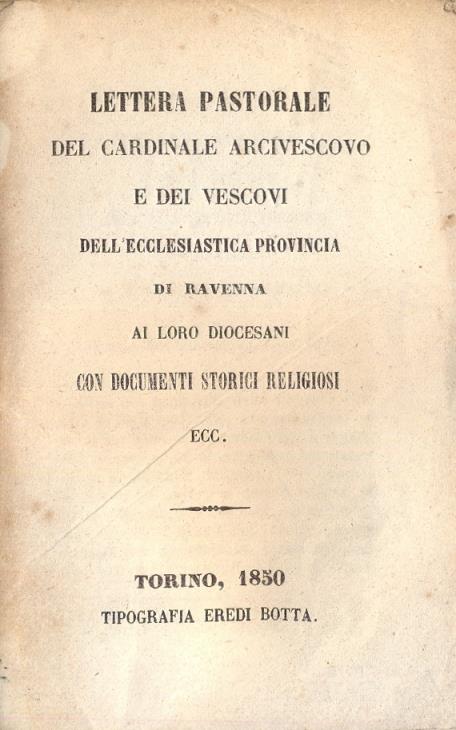 LETTERA PASTORALE
DEL CARDINALE ARCIVESCOVO
E DEI VESCOVI
DELL'ECCLESIASTICA PROVINCIA
DI RAVENNA
AI LORO DIOCESANI
CON DOCUMENTI STORICI RELIGIOSI
ECC.
TORINO, 1850
TIPOGRAFIA EREDI BOTTA.